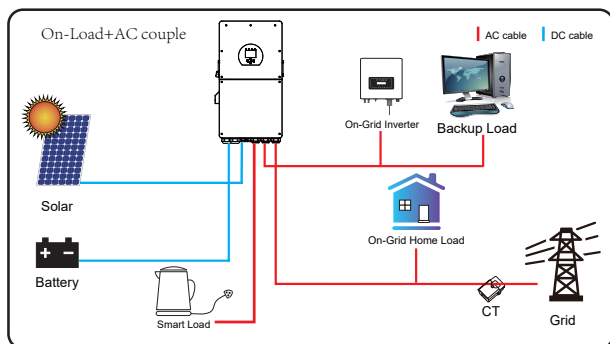 On-Load+AC couple
AC cable
DC cable
On-Grid Inverter
Backup Load
Solar
On-Grid Home Load
Battery
Smart Load
CT
Grid